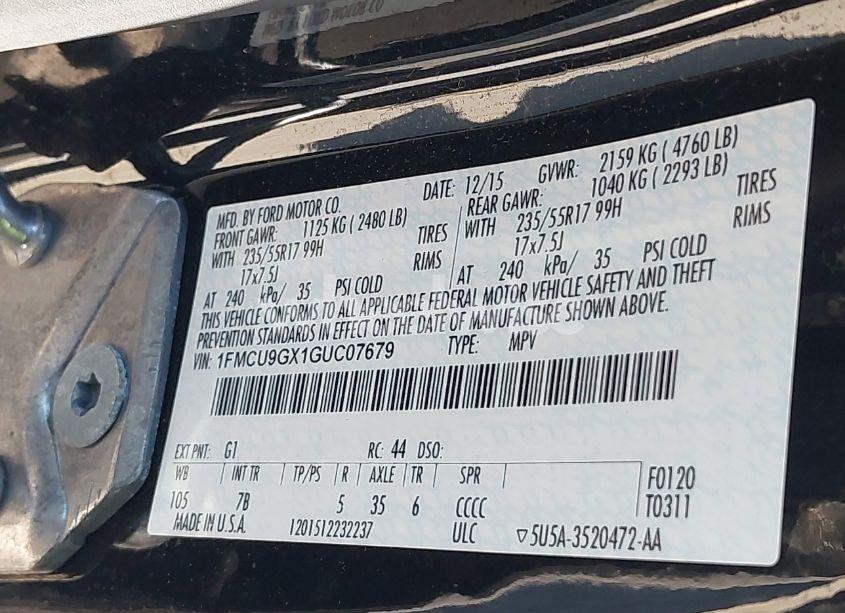 MFD. BY FORD MOTOR CO. DATE: 12/15 GVWR: 2159 KG ( 4760 LB)
FRONT GAWR: 1125 KG ( 2480 LB) REAR GAWR: 1040 KG ( 2293 LB)
WITH 235/55R17 99H TIRES WITH 235/55R17 99H TIRES
17x7.5J RIMS 17x7.5J RIMS
AT 240 kPa/ 35 PSI COLD AT 240 kPa/ 35 PSI COLD
THIS VEHICLE CONFORMS TO ALL APPLICABLE FEDERAL MOTOR VEHICLE SAFETY AND THEFT
PREVENTION STANDARDS IN EFFECT ON THE DATE OF MANUFACTURE SHOWN ABOVE.
VIN: 1FMCU9GX1GUC07679 TYPE: MPV
EXT PNT: G1 RC: 44 DSO:
WB INT TR TP/PS R AXLE TR SPR F0120
105 7B 5 35 6 CCCC T0311
MADE IN U.S.A. 1201512232237 ULC ▽5U5A-3520472-AA